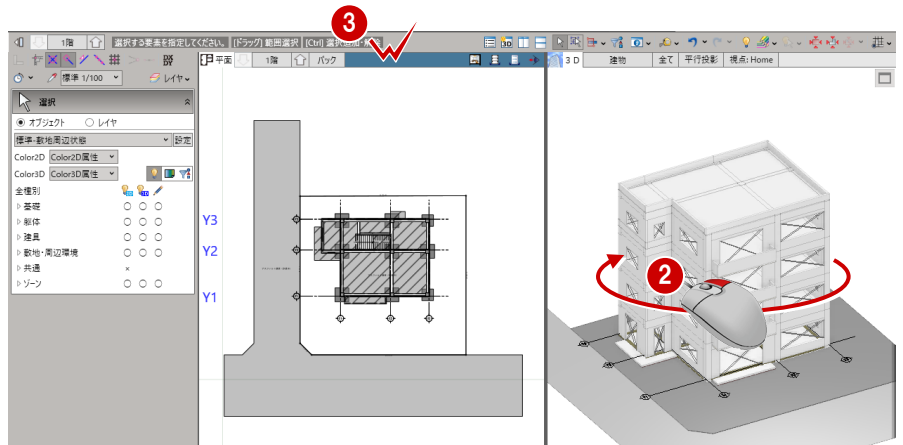 3
1階 選択する要素を指定してください。 [ドラッグ] 範囲選択 [Ctrl] 選択
標準 1/100 レイヤ
平面 1階 バック
3D 建物 全て 平行投影 視点: Home
選択
オブジェクト レイヤ
標準-敷地周辺状態 設定
Color2D Color2D属性
Color3D Color3D属性
全種別
基礎
躯体
建具
敷地・周辺環境
共通 ×
ゾーン
Y3
Y2
Y1
2